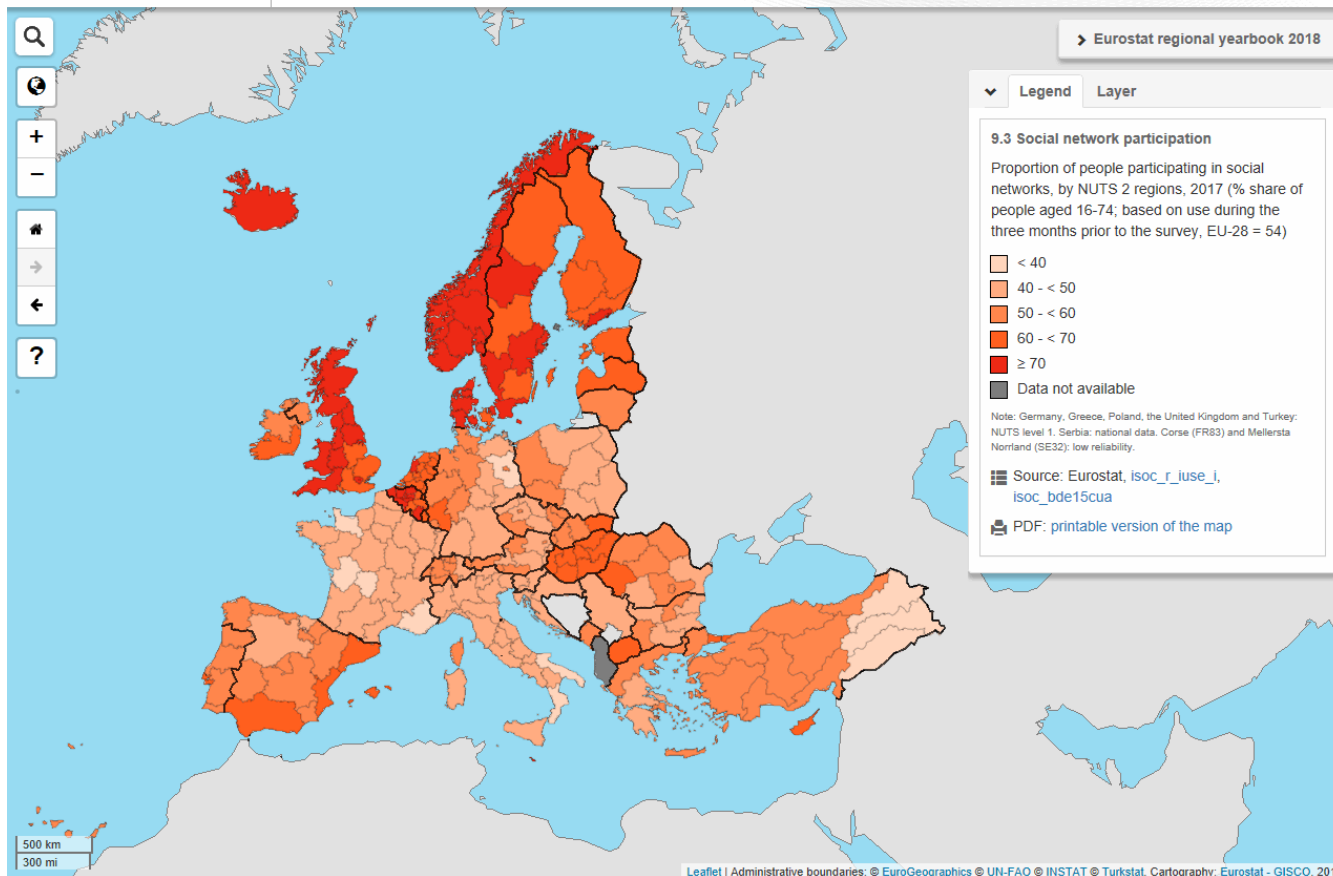 Eurostat regional yearbook 2018
Legend Layer
9.3 Social network participation
Proportion of people participating in social
networks, by NUTS 2 regions, 2017 (% share of
people aged 16-74; based on use during the
three months prior to the survey, EU-28 = 54)
< 40
40 - < 50
50 - < 60
60 - < 70
≥ 70
Data not available
Note: Germany, Greece, Poland, the United Kingdom and Turkey:
NUTS level 1. Serbia: national data. Corse (FR83) and Mellersta
Norrland (SE32): low reliability.
Source: Eurostat, isoc_r_iuse_i,
isoc_bde15cua
PDF: printable version of the map
+
−
?
500 km
300 mi
Leaflet | Administrative boundaries: © EuroGeographics © UN-FAO © INSTAT © Turkstat, Cartography: Eurostat - GISCO, 201